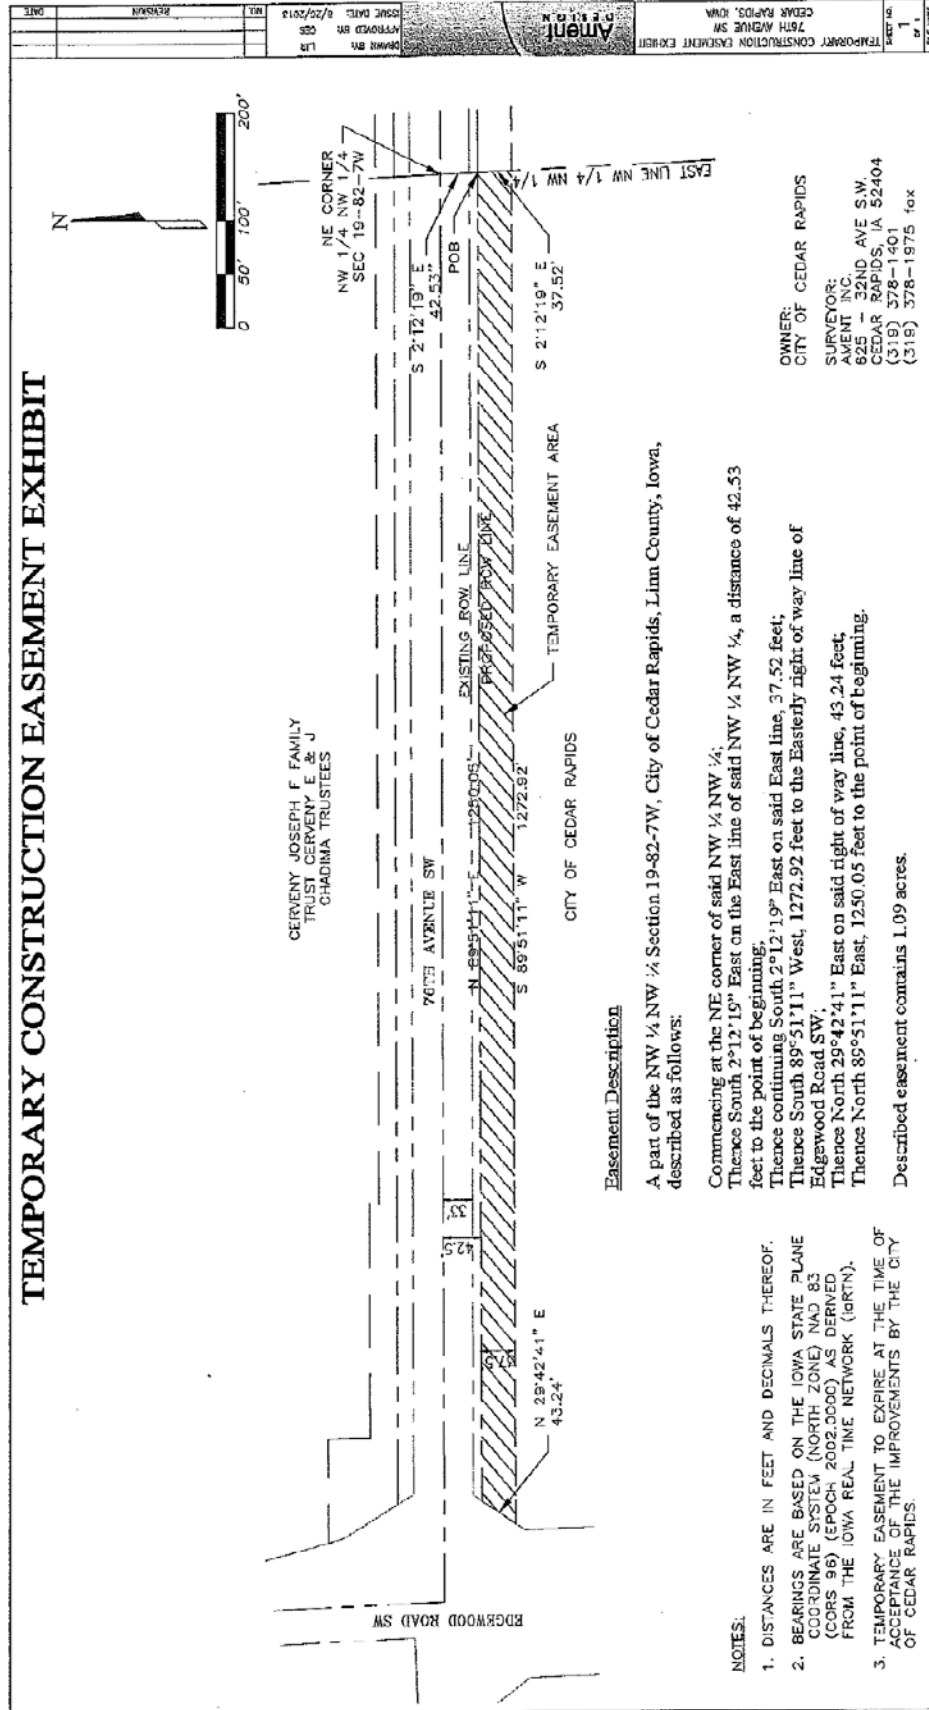 TEMPORARY CONSTRUCTION EASEMENT EXHIBIT
N
0 50' 100' 200'
CERVENY JOSEPH F FAMILY
TRUST CERVENY E & J
CHADIMA TRUSTEES
NE CORNER
NW 1/4 NW 1/4
SEC 19-82-7W
S 2°12'19" E
42.53"
POB
EAST LINE NW 1/4 NW 1/4
S 2°12'19" E
37.52'
76TH AVENUE SW
EXISTING ROW LINE
PROPOSED ROW LINE
N 89°51'11" E 1250.05'
S 89°51'11" W 1272.92'
TEMPORARY EASEMENT AREA
CITY OF CEDAR RAPIDS
33'
42.5'
37.5'
N 29°42'41" E
43.24'
EDGEWOOD ROAD SW
Easement Description
A part of the NW ¼ NW ¼ Section 19-82-7W, City of Cedar Rapids, Linn County, Iowa,
described as follows:
Commencing at the NE corner of said NW ¼ NW ¼;
Thence South 2°12'19" East on the East line of said NW ¼ NW ¼, a distance of 42.53
feet to the point of beginning;
Thence continuing South 2°12'19" East on said East line, 37.52 feet;
Thence South 89°51'11" West, 1272.92 feet to the Easterly right of way line of
Edgewood Road SW;
Thence North 29°42'41" East on said right of way line, 43.24 feet;
Thence North 89°51'11" East, 1250.05 feet to the point of beginning.
Described easement contains 1.09 acres.
NOTES:
1. DISTANCES ARE IN FEET AND DECIMALS THEREOF.
2. BEARINGS ARE BASED ON THE IOWA STATE PLANE
COORDINATE SYSTEM (NORTH ZONE) NAD 83
(CORS 96) (EPOCH 2002.0000) AS DERIVED
FROM THE IOWA REAL TIME NETWORK (IaRTN).
3. TEMPORARY EASEMENT TO EXPIRE AT THE TIME OF
ACCEPTANCE OF THE IMPROVEMENTS BY THE CITY
OF CEDAR RAPIDS.
OWNER:
CITY OF CEDAR RAPIDS
SURVEYOR:
AMENT INC.
625 - 32ND AVE S.W.
CEDAR RAPIDS, IA 52404
(319) 378-1401
(319) 378-1975 fax
TEMPORARY CONSTRUCTION EASEMENT EXHIBIT
76TH AVENUE SW
CEDAR RAPIDS, IOWA
Ament
DESIGN
DRAWN BY: LJR
APPROVED BY:
ISSUE DATE: 8/29/2013
NO. REVISION DATE
SHEET NO.
1
OF 1